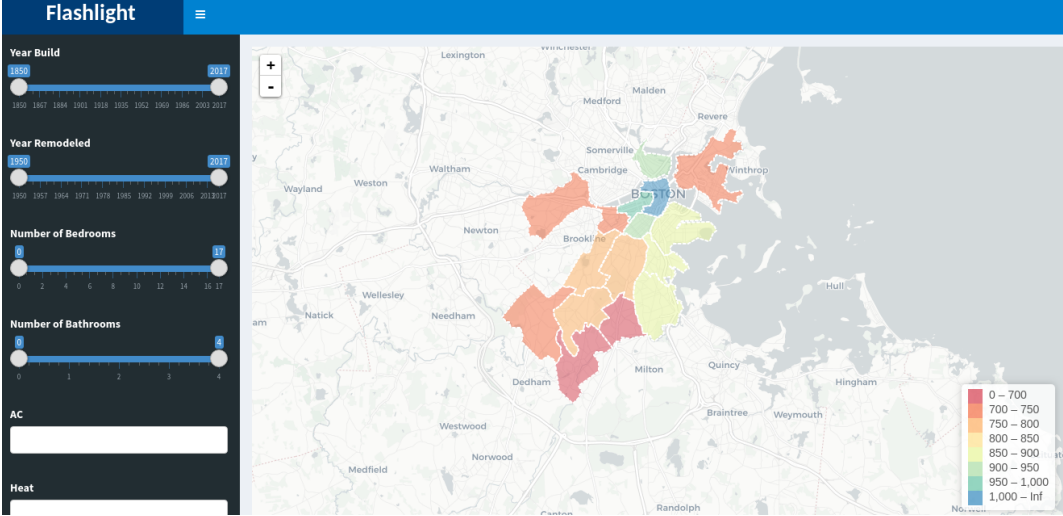 Flashlight
Year Build
1850 2017
1850 1867 1884 1901 1918 1935 1952 1969 1986 2003 2017
Year Remodeled
1950 2017
1950 1957 1964 1971 1978 1985 1992 1999 2006 2013 2017
Number of Bedrooms
0 17
0 2 4 6 8 10 12 14 16 17
Number of Bathrooms
0 4
0 1 2 3 4
AC
Heat
+
-
Lexington
Winchester
Malden
Medford
Revere
Somerville
Waltham
Cambridge
Winthrop
Weston
Wayland
BOSTON
Newton
Brookline
Hull
Wellesley
Natick
Needham
am
Quincy
Milton
Dedham
Hingham
Braintree
Weymouth
Westwood
Norwood
Medfield
Canton
Randolph
Norwell
0 – 700
700 – 750
750 – 800
800 – 850
850 – 900
900 – 950
950 – 1,000
1,000 – Inf